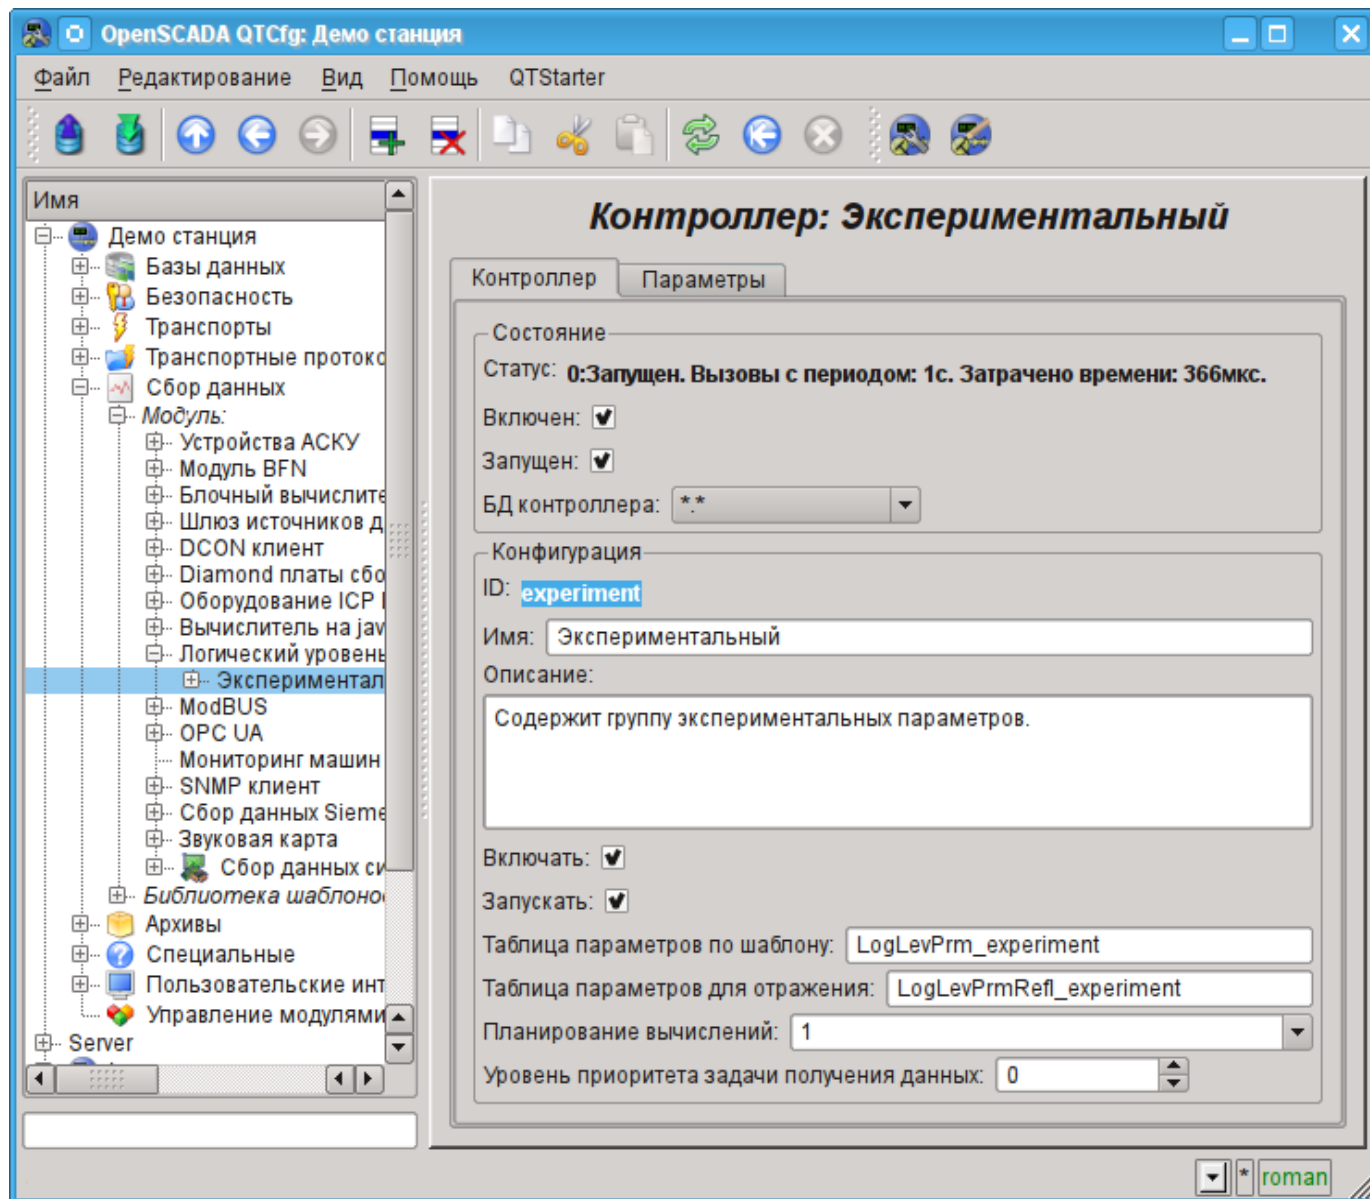 OpenSCADA QTCfg: Демо станция
Файл Редактирование Вид Помощь QTStarter
Имя
Демо станция
Базы данных
Безопасность
Транспорты
Транспортные протоко
Сбор данных
Модуль:
Устройства АСКУ
Модуль BFN
Блочный вычислите
Шлюз источников д
DCON клиент
Diamond платы сбо
Оборудование ICP
Вычислитель на jav
Логический уровень
Экспериментал
ModBUS
OPC UA
Мониторинг машин
SNMP клиент
Сбор данных Sieme
Звуковая карта
Сбор данных си
Библиотека шаблоно
Архивы
Специальные
Пользовательские инт
Управление модулями
Server
Контроллер: Экспериментальный
Контроллер Параметры
Состояние
Статус: 0:Запущен. Вызовы с периодом: 1с. Затрачено времени: 366мкс.
Включен:
Запущен:
БД контроллера: *.*
Конфигурация
ID: experiment
Имя: Экспериментальный
Описание:
Содержит группу экспериментальных параметров.
Включать:
Запускать:
Таблица параметров по шаблону: LogLevPrm_experiment
Таблица параметров для отражения: LogLevPrmRefl_experiment
Планирование вычислений: 1
Уровень приоритета задачи получения данных: 0
* roman